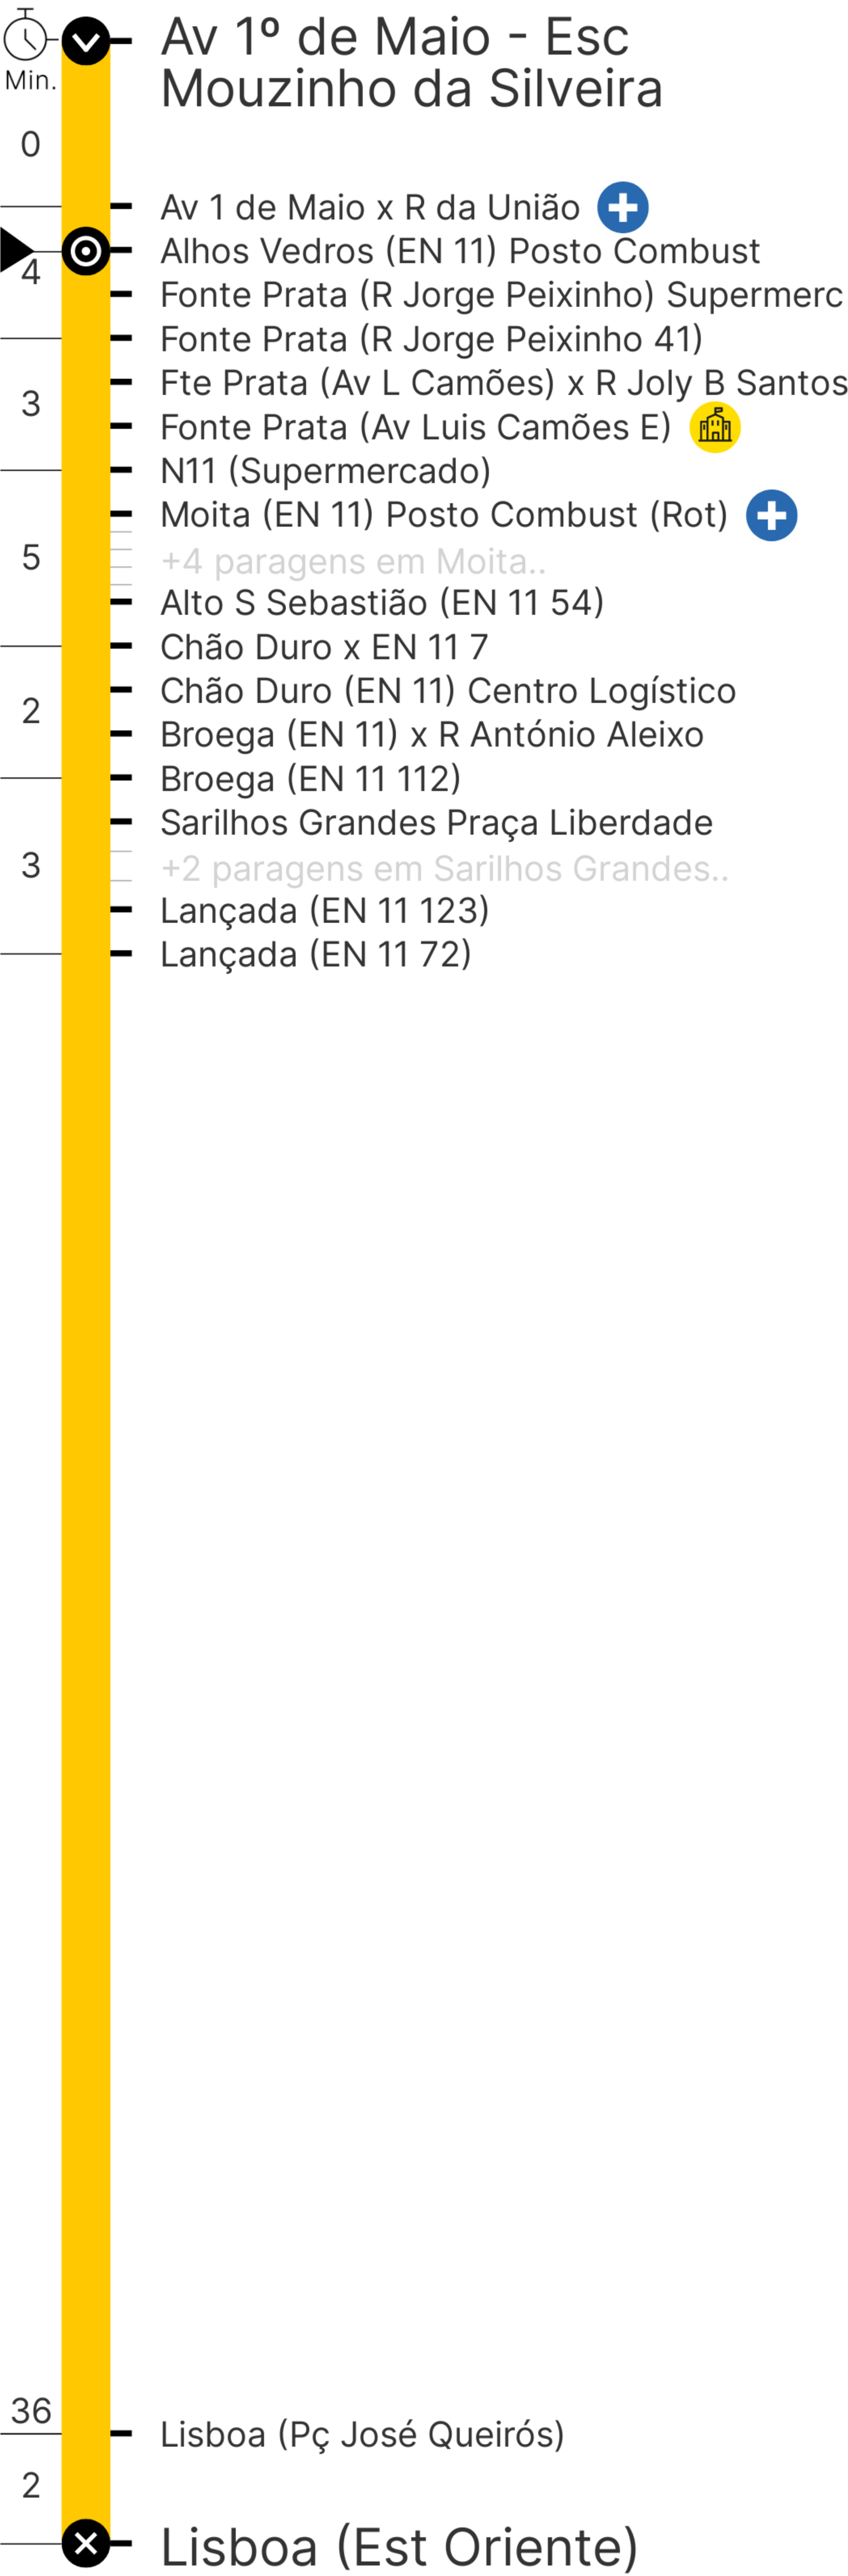 Av 1º de Maio - Esc
Mouzinho da Silveira
Min.
0
Av 1 de Maio x R da União
Alhos Vedros (EN 11) Posto Combust
4
Fonte Prata (R Jorge Peixinho) Supermerc
Fonte Prata (R Jorge Peixinho 41)
Fte Prata (Av L Camões) x R Joly B Santos
3
Fonte Prata (Av Luis Camões E)
N11 (Supermercado)
Moita (EN 11) Posto Combust (Rot)
5
+4 paragens em Moita..
Alto S Sebastião (EN 11 54)
Chão Duro x EN 11 7
Chão Duro (EN 11) Centro Logístico
2
Broega (EN 11) x R António Aleixo
Broega (EN 11 112)
Sarilhos Grandes Praça Liberdade
3
+2 paragens em Sarilhos Grandes..
Lançada (EN 11 123)
Lançada (EN 11 72)
36
Lisboa (Pç José Queirós)
2
Lisboa (Est Oriente)